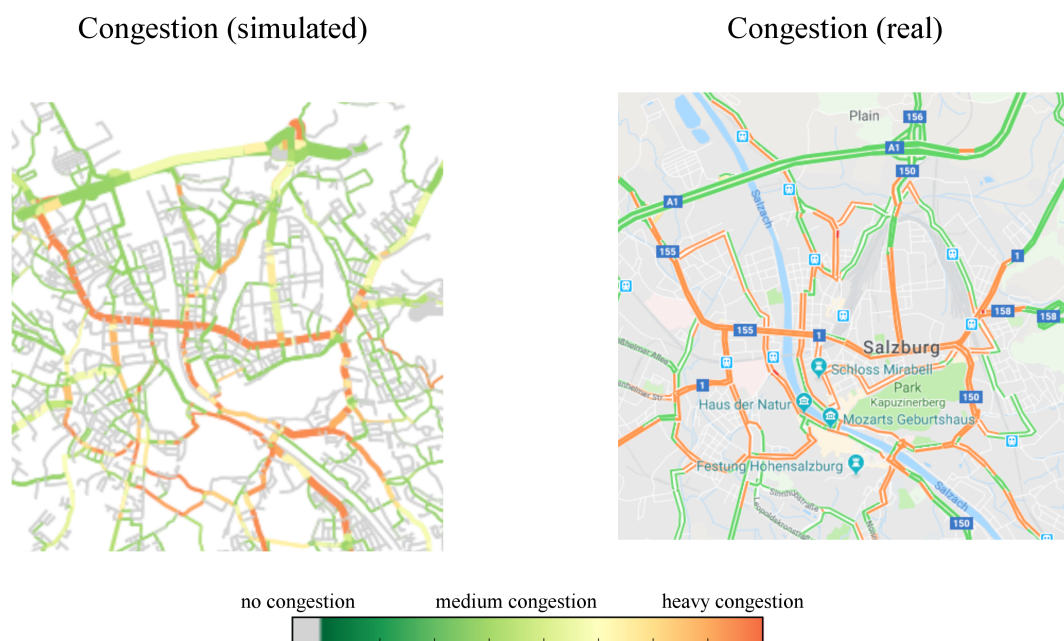 Congestion (simulated)
Congestion (real)
Plain
156
A1
150
A1
Salzach
155
1
158
158
155
1
Salzburg
Schloss Mirabell
Park
1
Kapuzinerberg
150
Haus der Natur
Mozarts Geburtshaus
Festung Hohensalzburg
Salzach
150
no congestion
medium congestion
heavy congestion